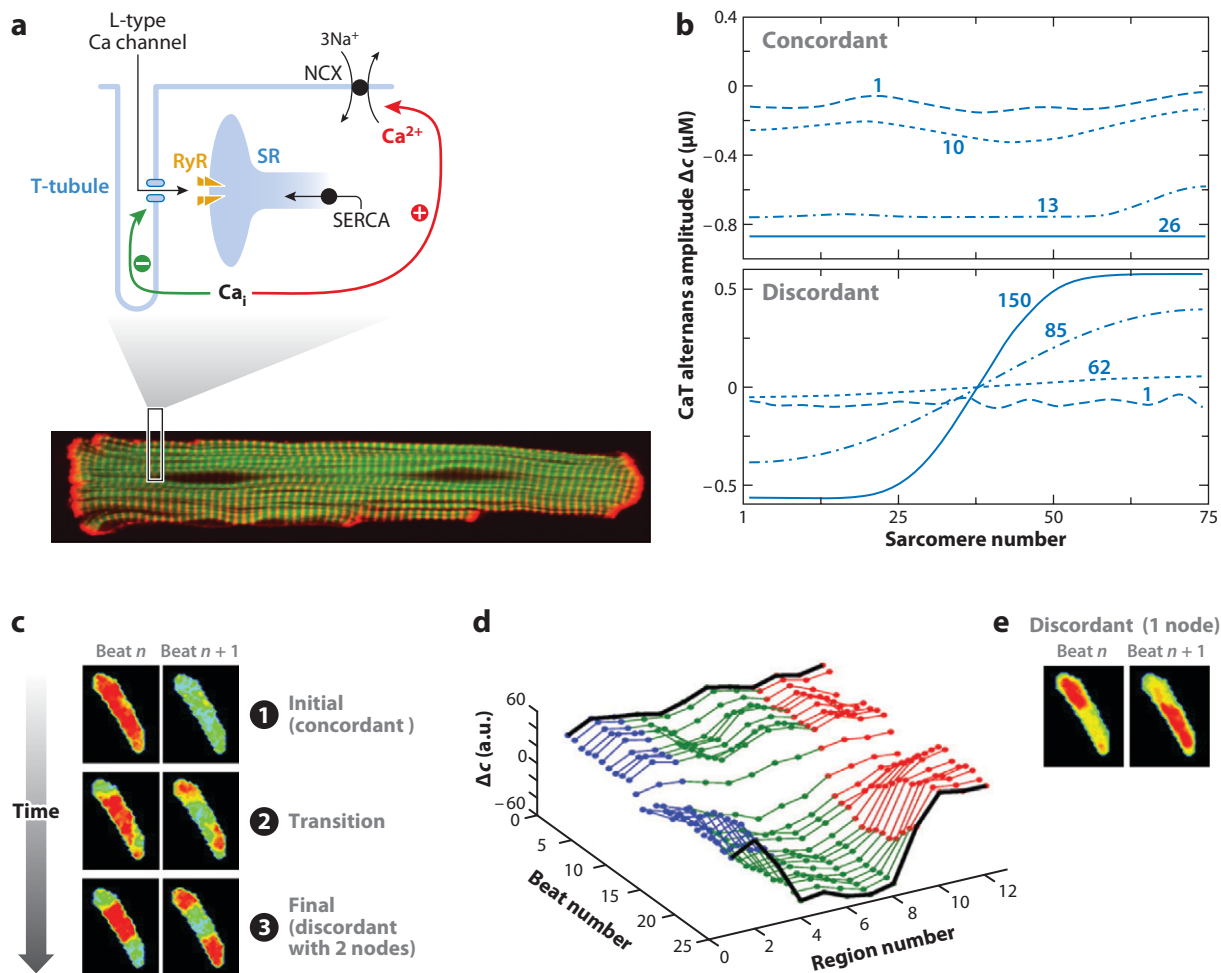 a
L-type
Ca channel
3Na⁺
NCX
Ca²⁺
RyR
SR
T-tubule
SERCA
+
−
Caᵢ
b
Concordant
CaT alternans amplitude Δc (µM)
0.4
0
−0.4
−0.8
1
10
13
26
Discordant
0.5
0
−0.5
150
85
62
1
1
25
50
75
Sarcomere number
c
Beat n
Beat n + 1
Time
1 Initial
(concordant )
2 Transition
3 Final
(discordant
with 2 nodes)
d
Δc (a.u.)
60
0
−60
0
5
10
15
20
25
Beat number
0
2
4
6
8
10
12
Region number
e
Discordant (1 node)
Beat n
Beat n + 1